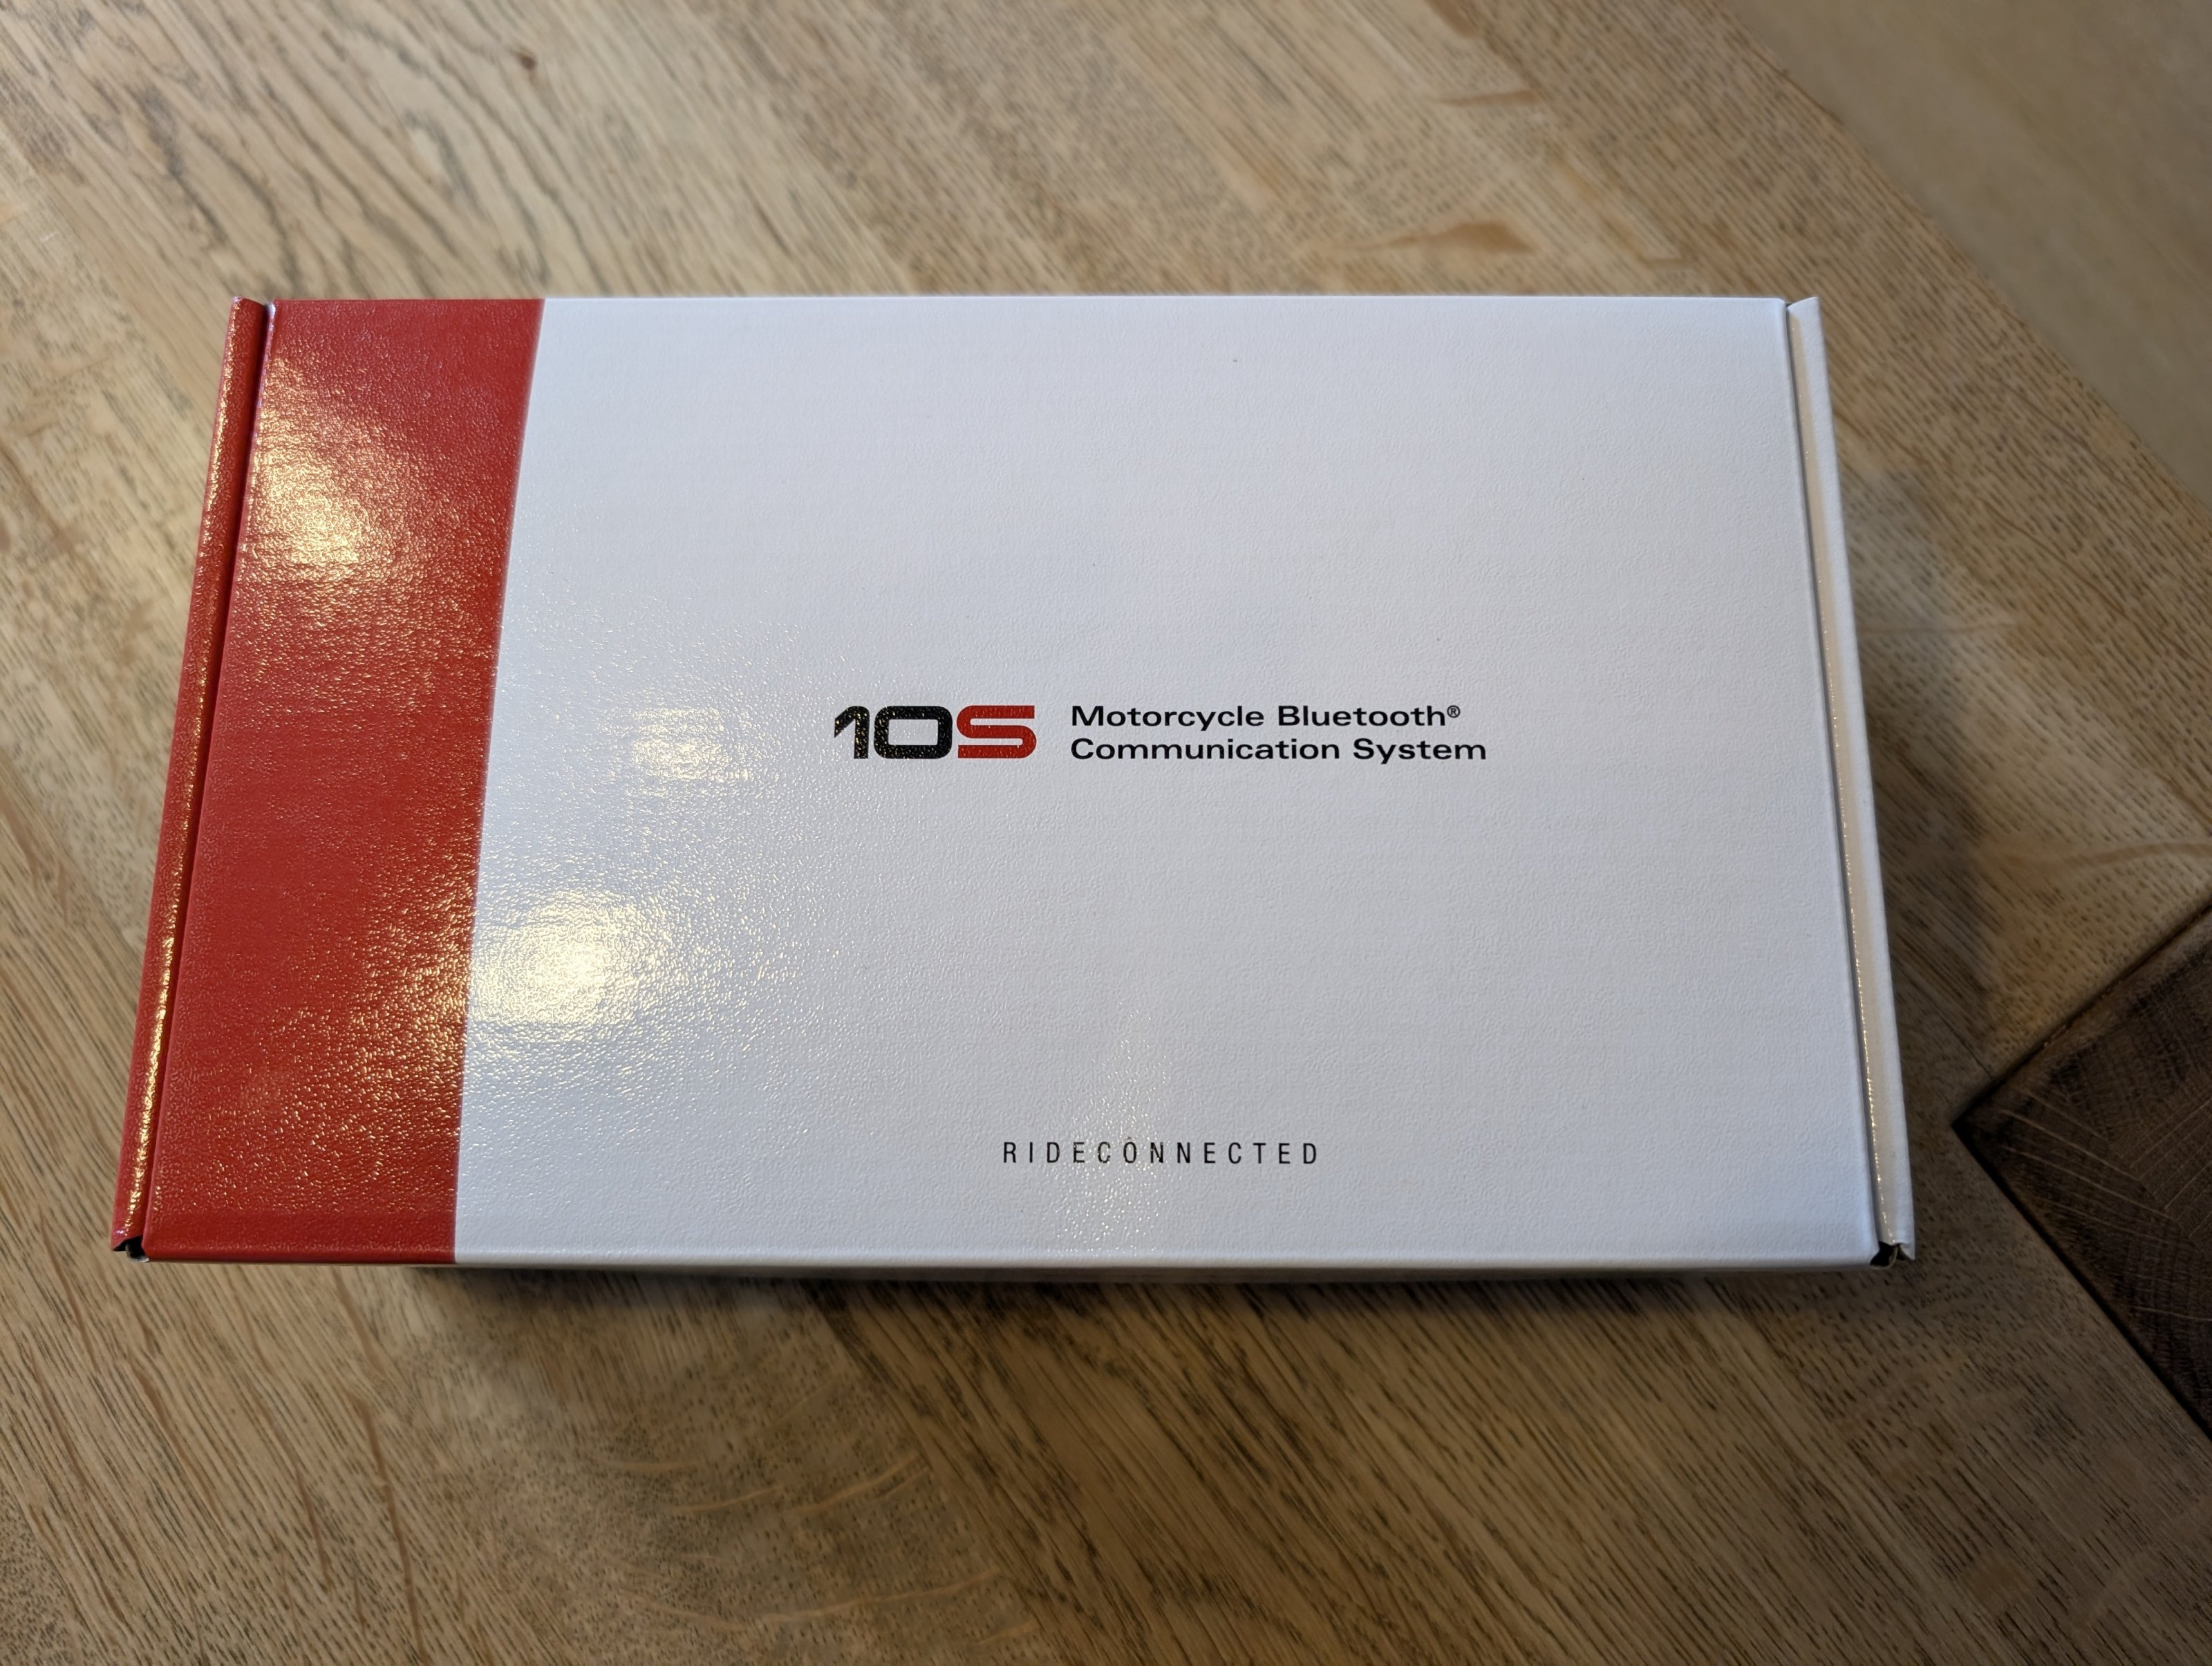 10S
Motorcycle Bluetooth®
Communication System
RIDECONNECTED